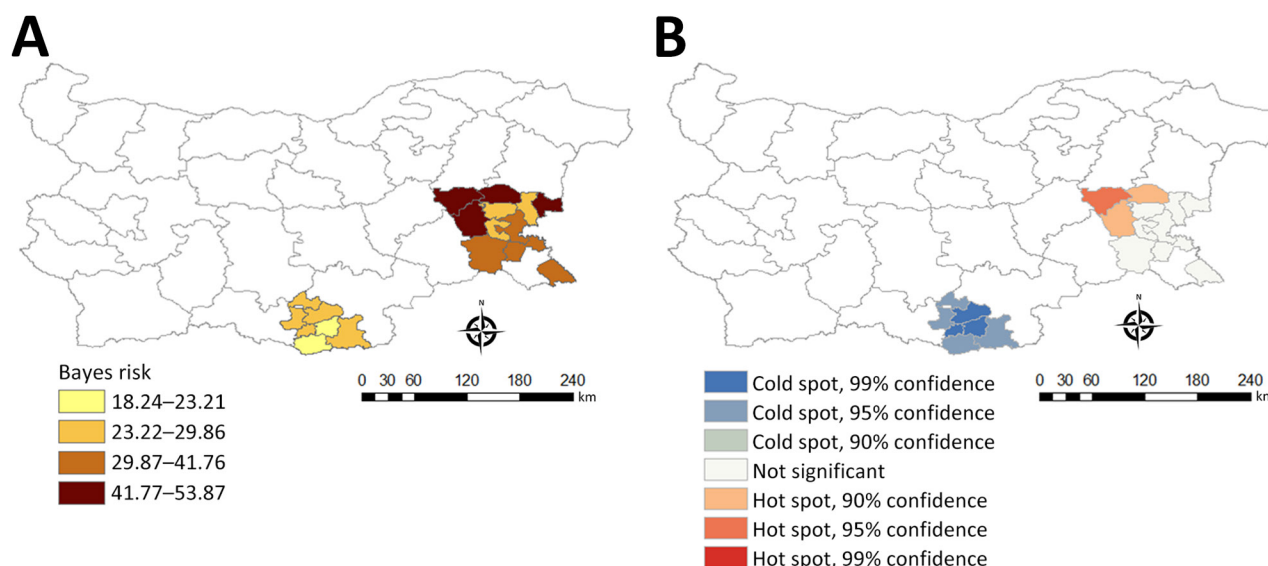 A
B
N
N
Bayes risk
18.24–23.21
23.22–29.86
29.87–41.76
41.77–53.87
0 30 60 120 180 240
km
Cold spot, 99% confidence
Cold spot, 95% confidence
Cold spot, 90% confidence
Not significant
Hot spot, 90% confidence
Hot spot, 95% confidence
Hot spot, 99% confidence
0 30 60 120 180 240
km